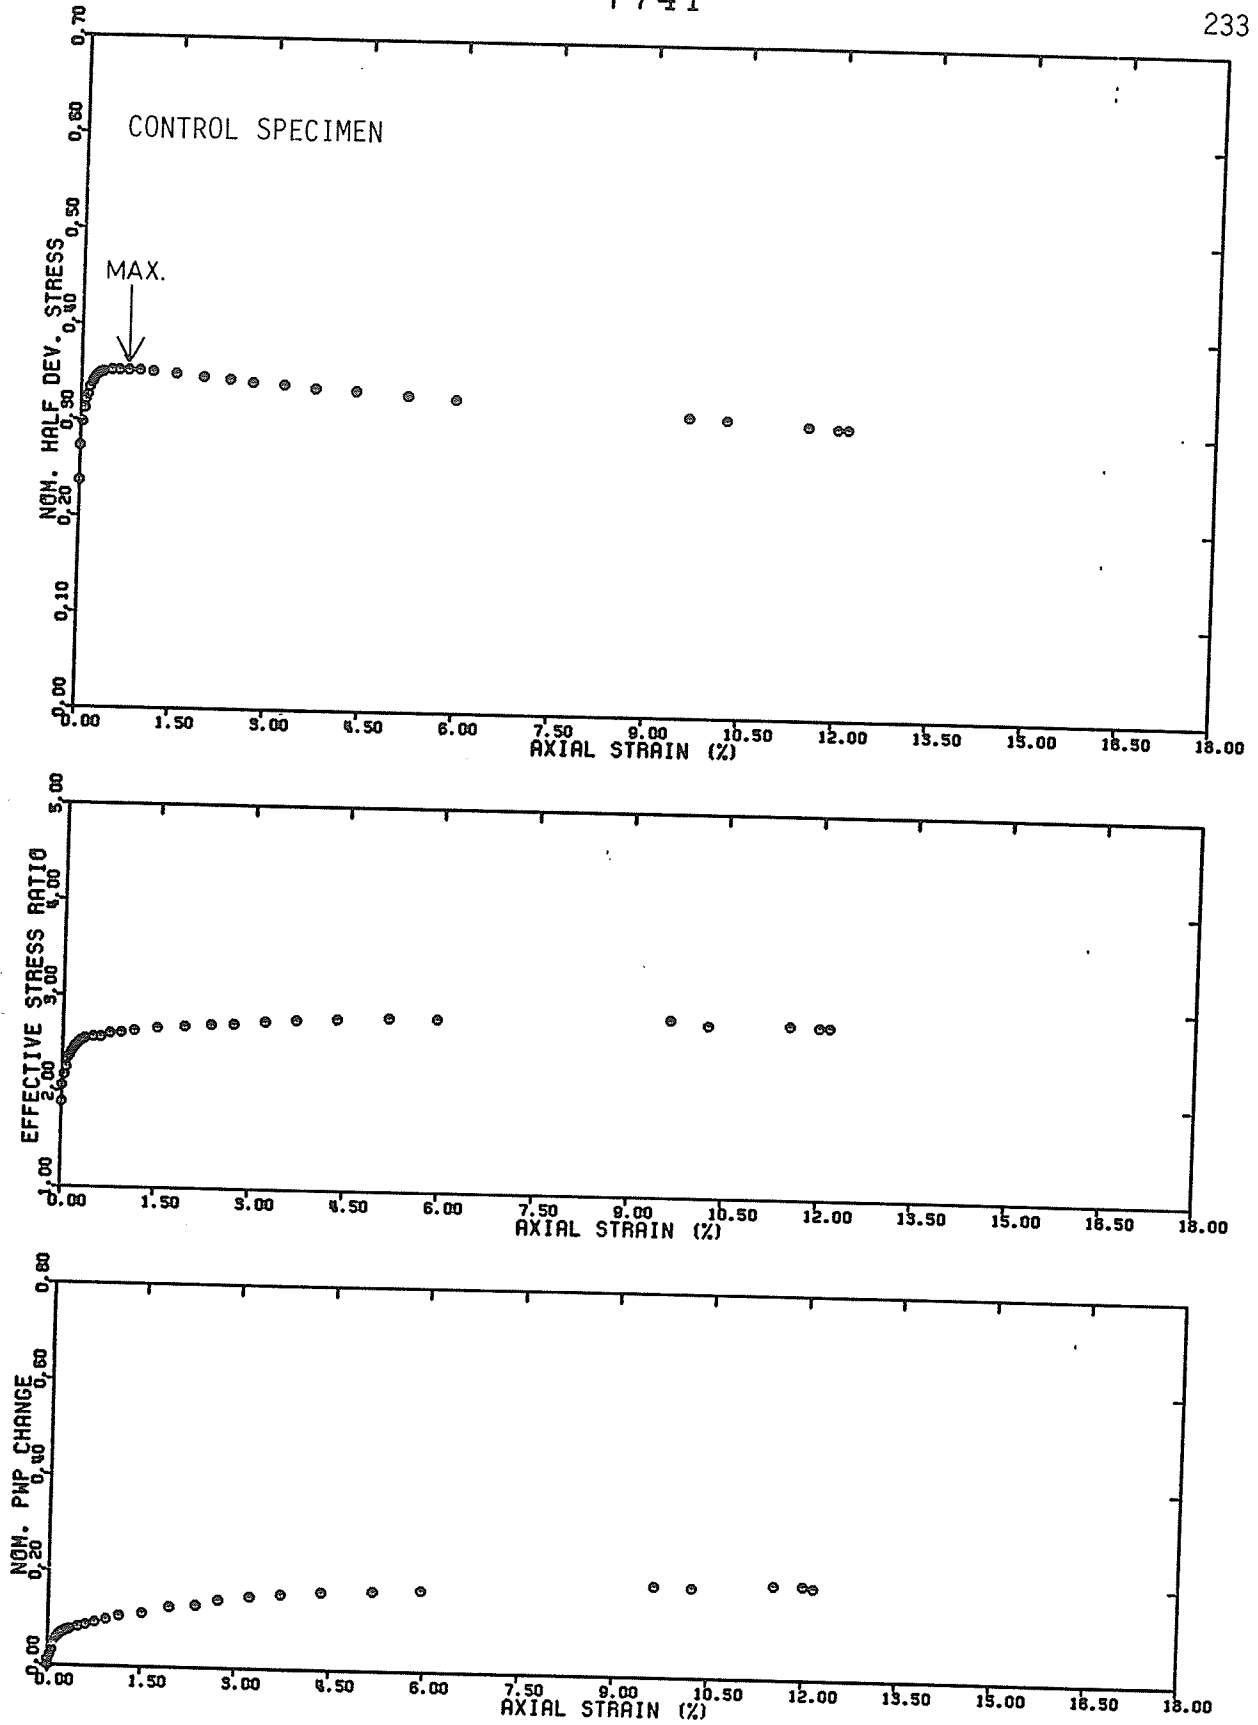 7741
233
CONTROL SPECIMEN
MAX.
NOM. HALF DEV. STRESS
0.70
0.60
0.50
0.40
0.30
0.20
0.10
0.00
0.00 1.50 3.00 4.50 6.00 7.50 9.00 10.50 12.00 13.50 15.00 16.50 18.00
AXIAL STRAIN (%)
EFFECTIVE STRESS RATIO
5.00
4.00
3.00
2.00
1.00
0.00 1.50 3.00 4.50 6.00 7.50 9.00 10.50 12.00 13.50 15.00 16.50 18.00
AXIAL STRAIN (%)
NOM. PWP CHANGE
0.80
0.60
0.40
0.20
0.00
0.00 1.50 3.00 4.50 6.00 7.50 9.00 10.50 12.00 13.50 15.00 16.50 18.00
AXIAL STRAIN (%)